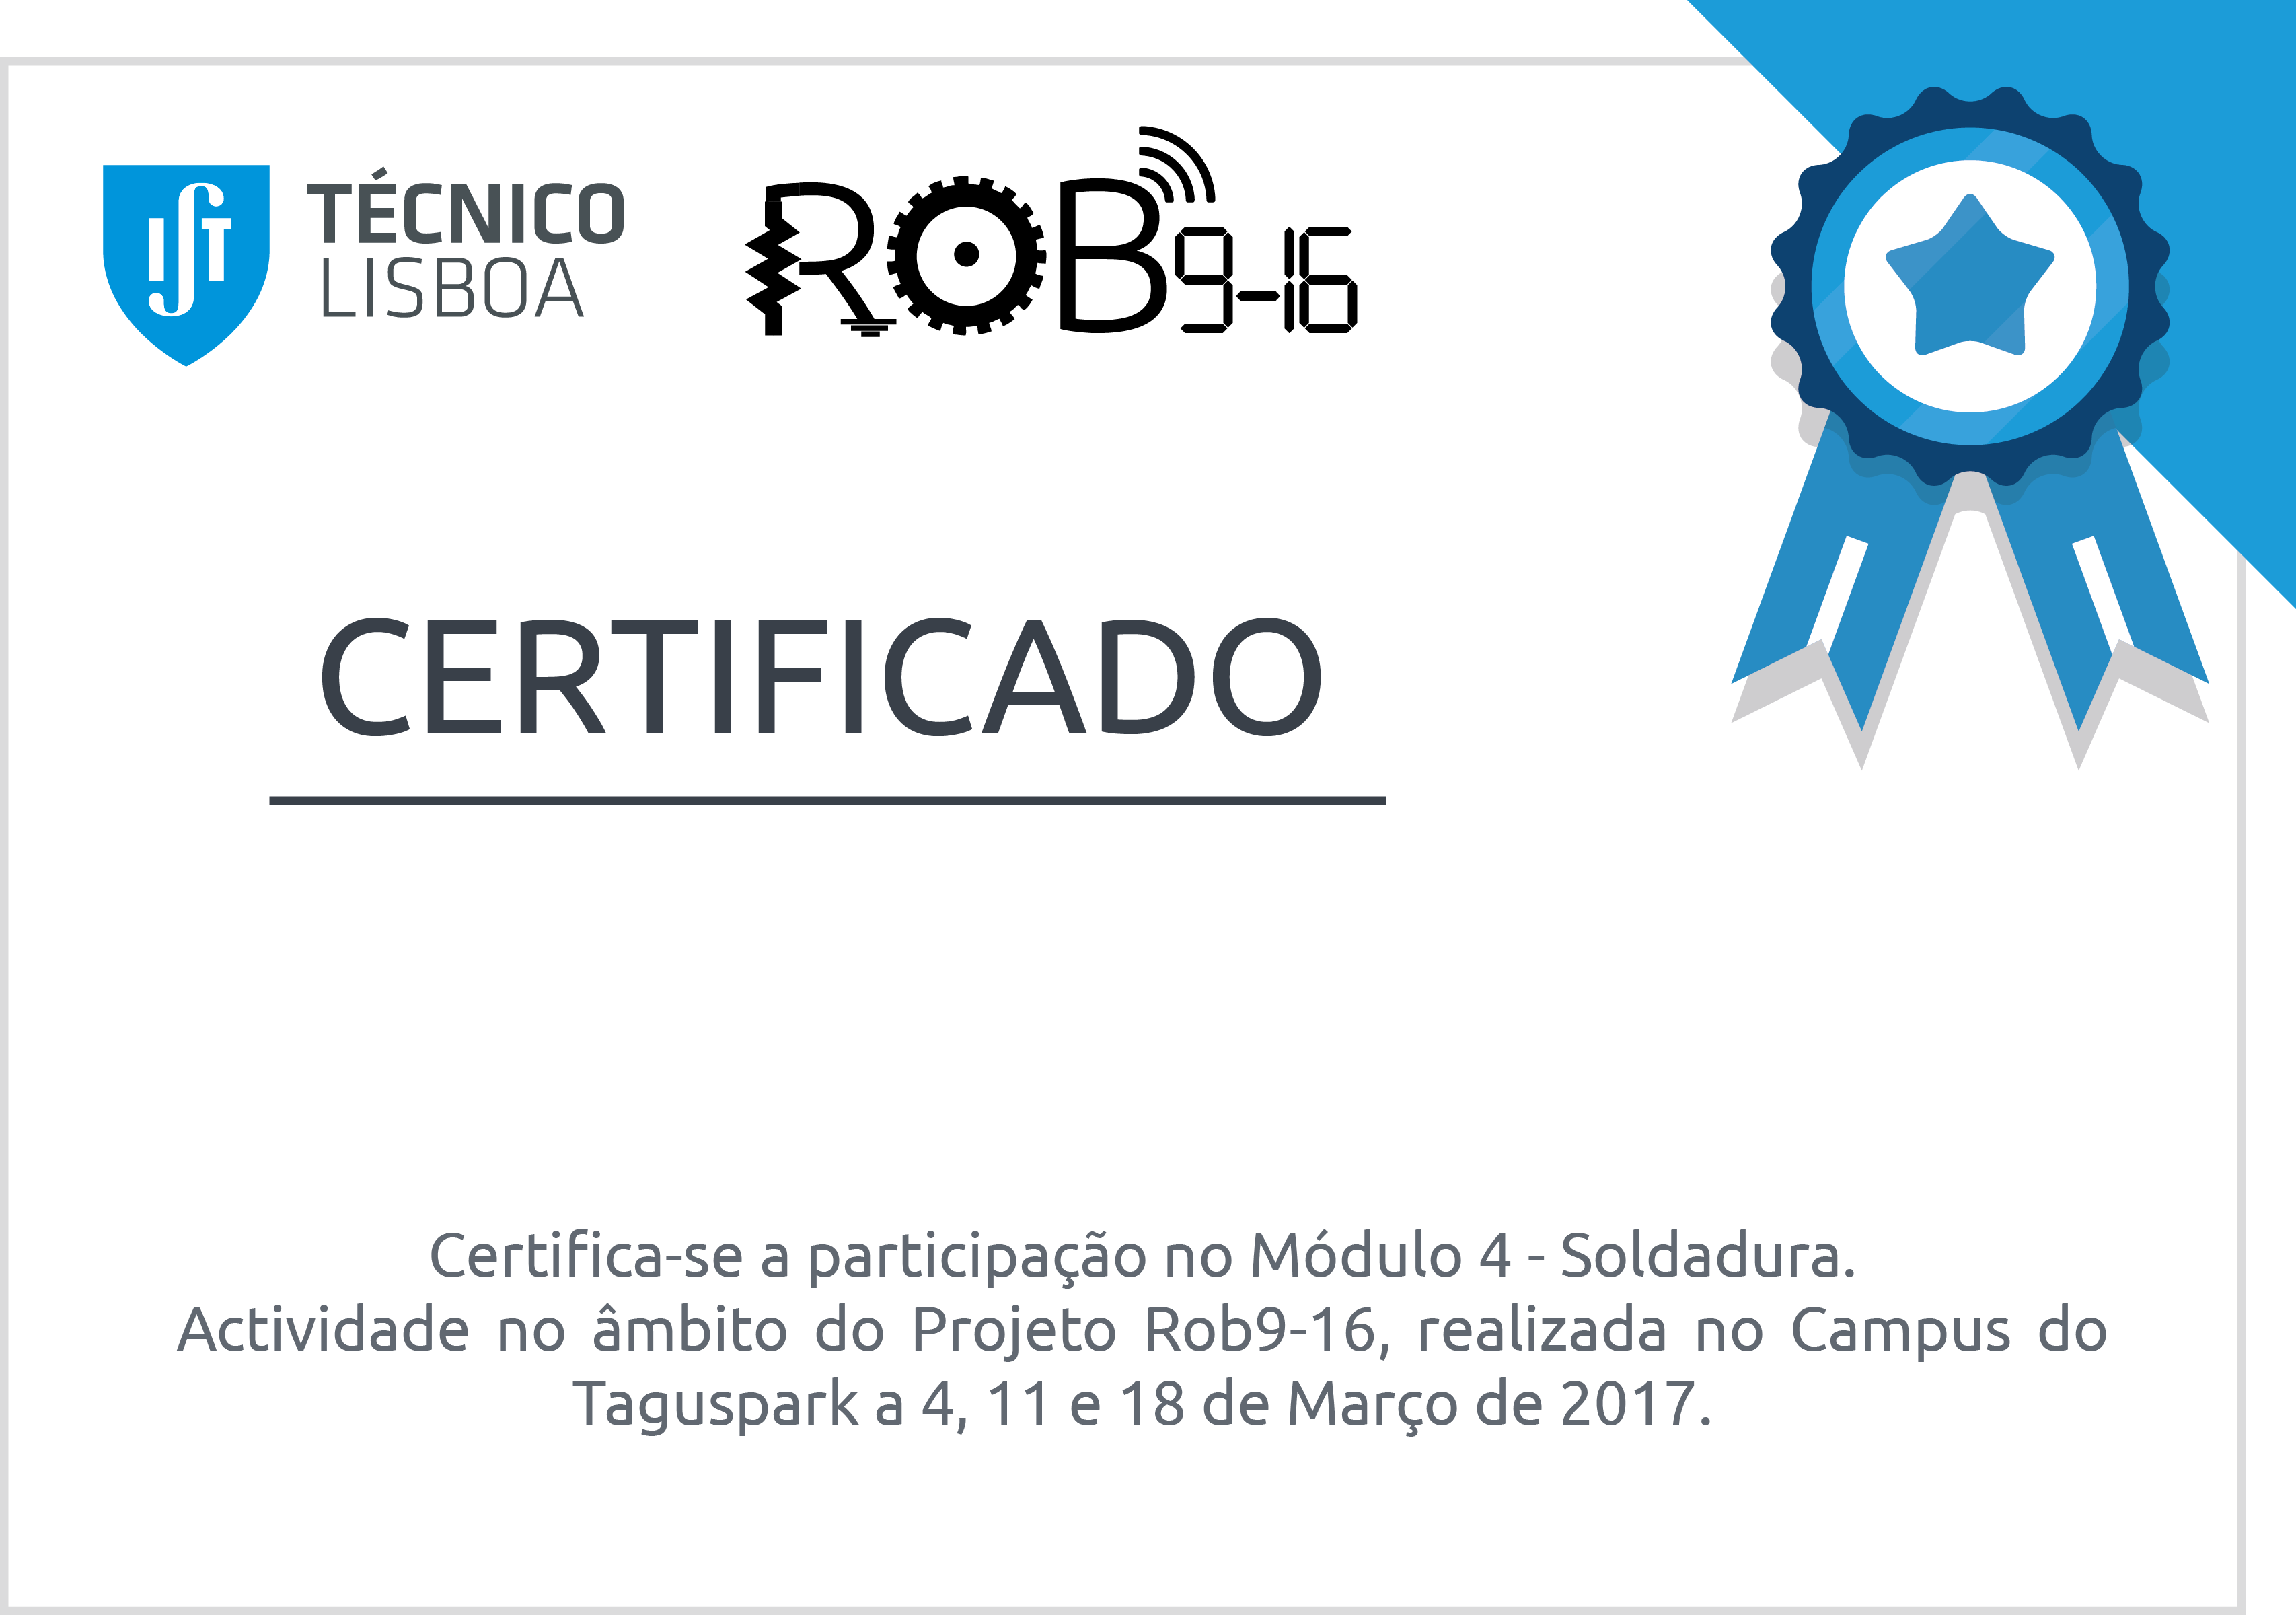 IST
TÉCNICO
LISBOA
ROB9-16
CERTIFICADO
Certifica-se a participação no Módulo 4 - Soldadura.
Actividade no âmbito do Projeto Rob9-16, realizada no Campus do
Taguspark a 4, 11 e 18 de Março de 2017.